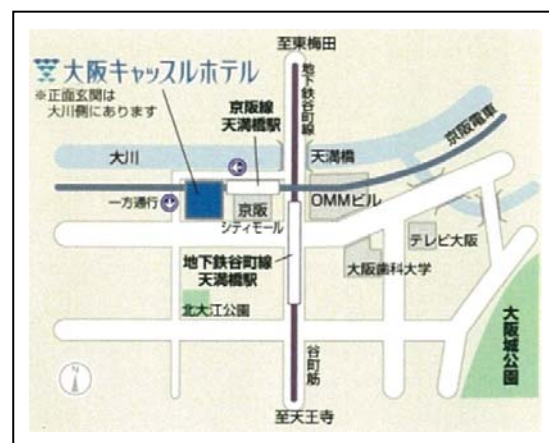 至東梅田
大阪キャッスルホテル
※正面玄関は
大川側にあります
地下鉄谷町線
京阪線
天満橋駅
京阪電車
大川
天満橋
一方通行
京阪
シティモール
OMMビル
テレビ大阪
大阪歯科大学
地下鉄谷町線
天満橋駅
北大江公園
大阪城公園
谷町筋
N
至天王寺